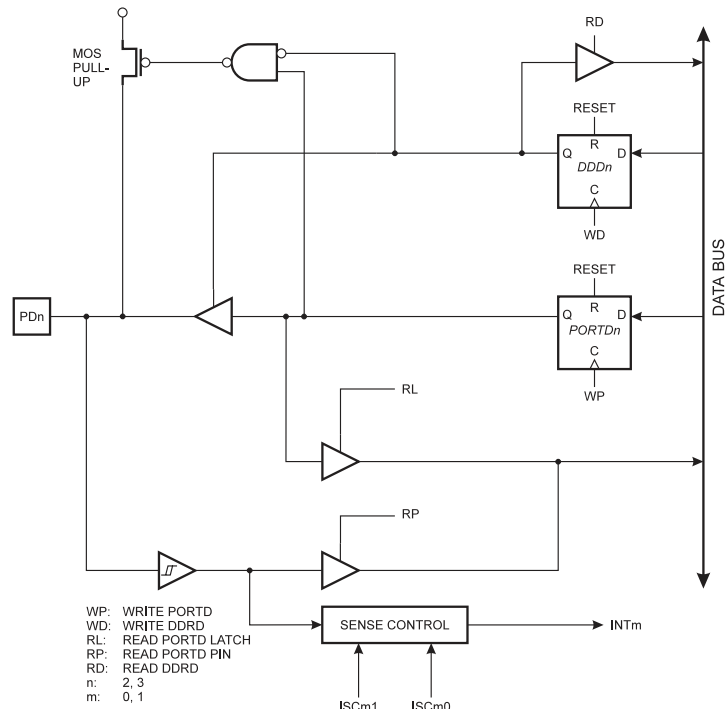 RD
MOS
PULL-
UP
RESET
R
Q
D
DDDn
C
WD
DATA BUS
RESET
PDn
R
Q
D
PORTDn
C
WP
RL
RP
WP: WRITE PORTD
WD: WRITE DDRD
RL: READ PORTD LATCH
RP: READ PORTD PIN
RD: READ DDRD
n: 2, 3
m: 0, 1
SENSE CONTROL
INTm
ISCm1
ISCm0